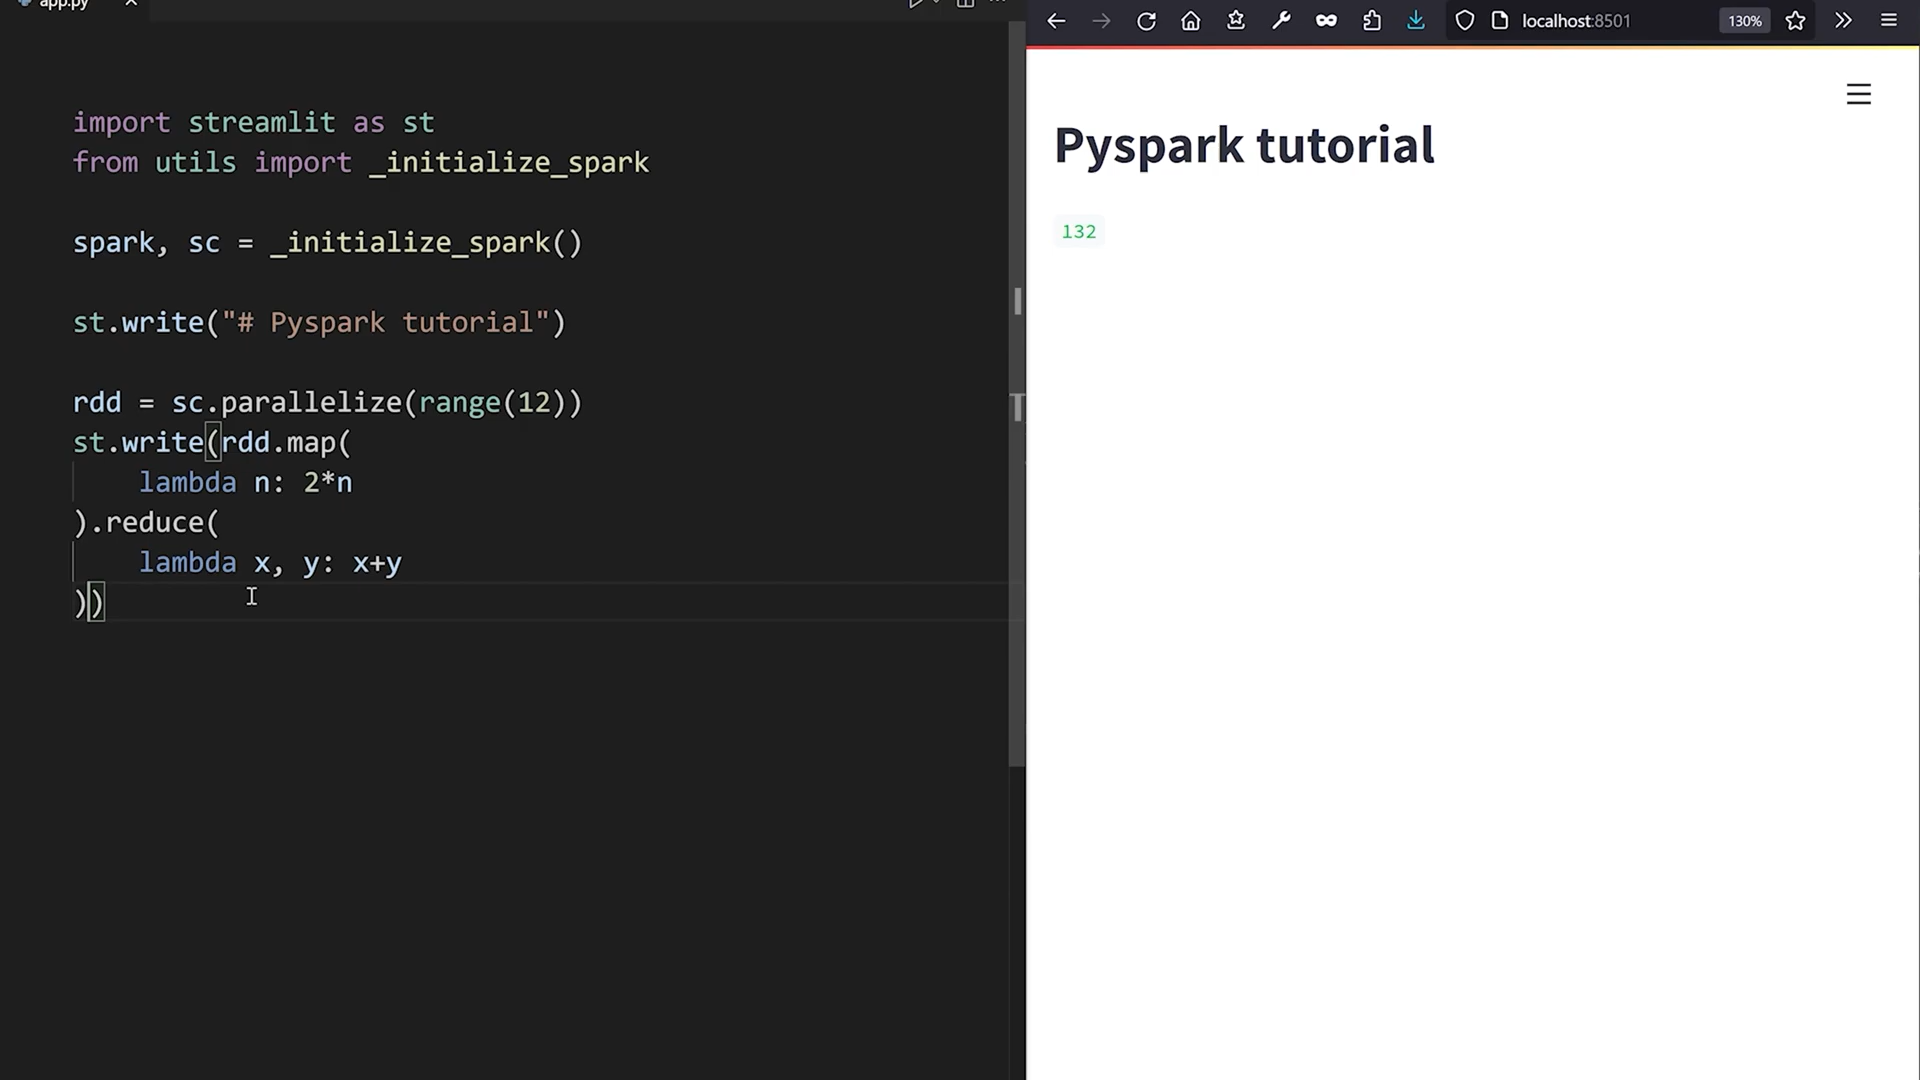 app.py
import streamlit as st
from utils import _initialize_spark
spark, sc = _initialize_spark()
st.write("# Pyspark tutorial")
rdd = sc.parallelize(range(12))
st.write(rdd.map(
lambda n: 2*n
).reduce(
lambda x, y: x+y
))
localhost:8501
130%
Pyspark tutorial
132